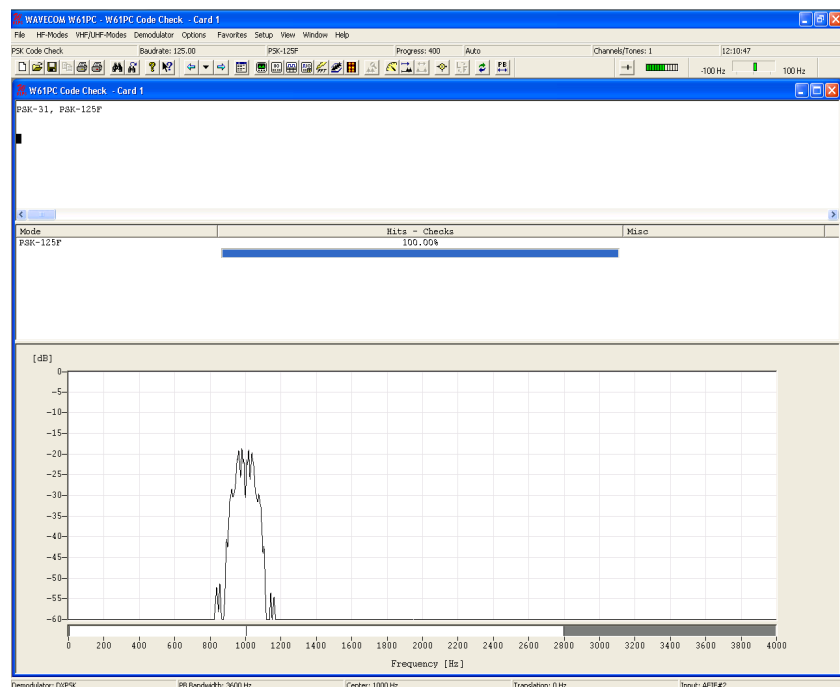 WAVECOM W61PC - W61PC Code Check - Card 1
File HF-Modes VHF/UHF-Modes Demodulator Options Favorites Setup View Window Help
PSK Code Check Baudrate: 125.00 PSK-125F Progress: 400 Auto Channels/Tones: 1 12:10:47
-100 Hz 100 Hz
W61PC Code Check - Card 1
PSK-31, PSK-125F
Mode Hits - Checks Misc
PSK-125F 100.00%
[dB]
0
-5
-10
-15
-20
-25
-30
-35
-40
-45
-50
-55
-60
0 200 400 600 800 1000 1200 1400 1600 1800 2000 2200 2400 2600 2800 3000 3200 3400 3600 3800 4000
Frequency [Hz]
Demodulator: DXPSK PB Bandwidth: 3600 Hz Center: 1000 Hz Translation: 0 Hz Input: AFIF#2